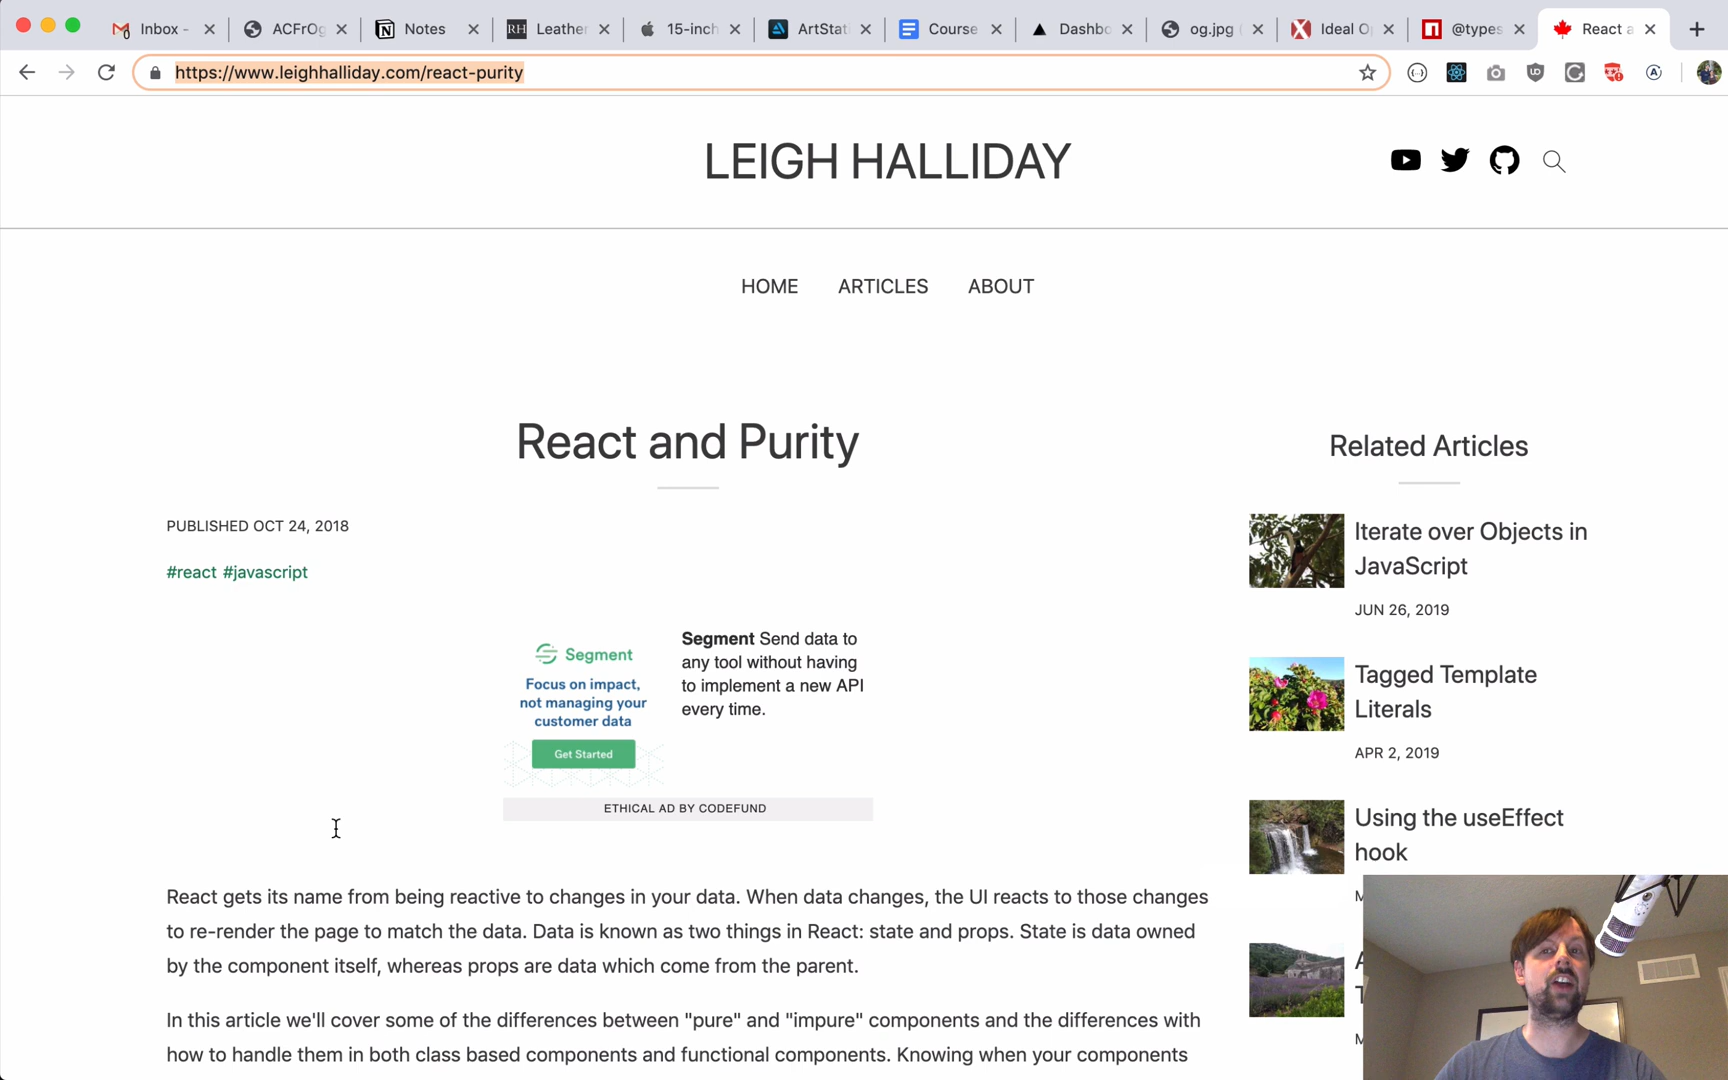 Inbox -
ACFrOg
Notes
Leather
15-inch
ArtStati
Course
Dashbo
og.jpg (
Ideal O
@types
React a
https://www.leighhalliday.com/react-purity
LEIGH HALLIDAY
HOME
ARTICLES
ABOUT
React and Purity
PUBLISHED OCT 24, 2018
#react #javascript
Segment
Focus on impact,
not managing your
customer data
Get Started
Segment Send data to
any tool without having
to implement a new API
every time.
ETHICAL AD BY CODEFUND
React gets its name from being reactive to changes in your data. When data changes, the UI reacts to those changes
to re-render the page to match the data. Data is known as two things in React: state and props. State is data owned
by the component itself, whereas props are data which come from the parent.
In this article we'll cover some of the differences between "pure" and "impure" components and the differences with
how to handle them in both class based components and functional components. Knowing when your components
Related Articles
Iterate over Objects in
JavaScript
JUN 26, 2019
Tagged Template
Literals
APR 2, 2019
Using the useEffect
hook